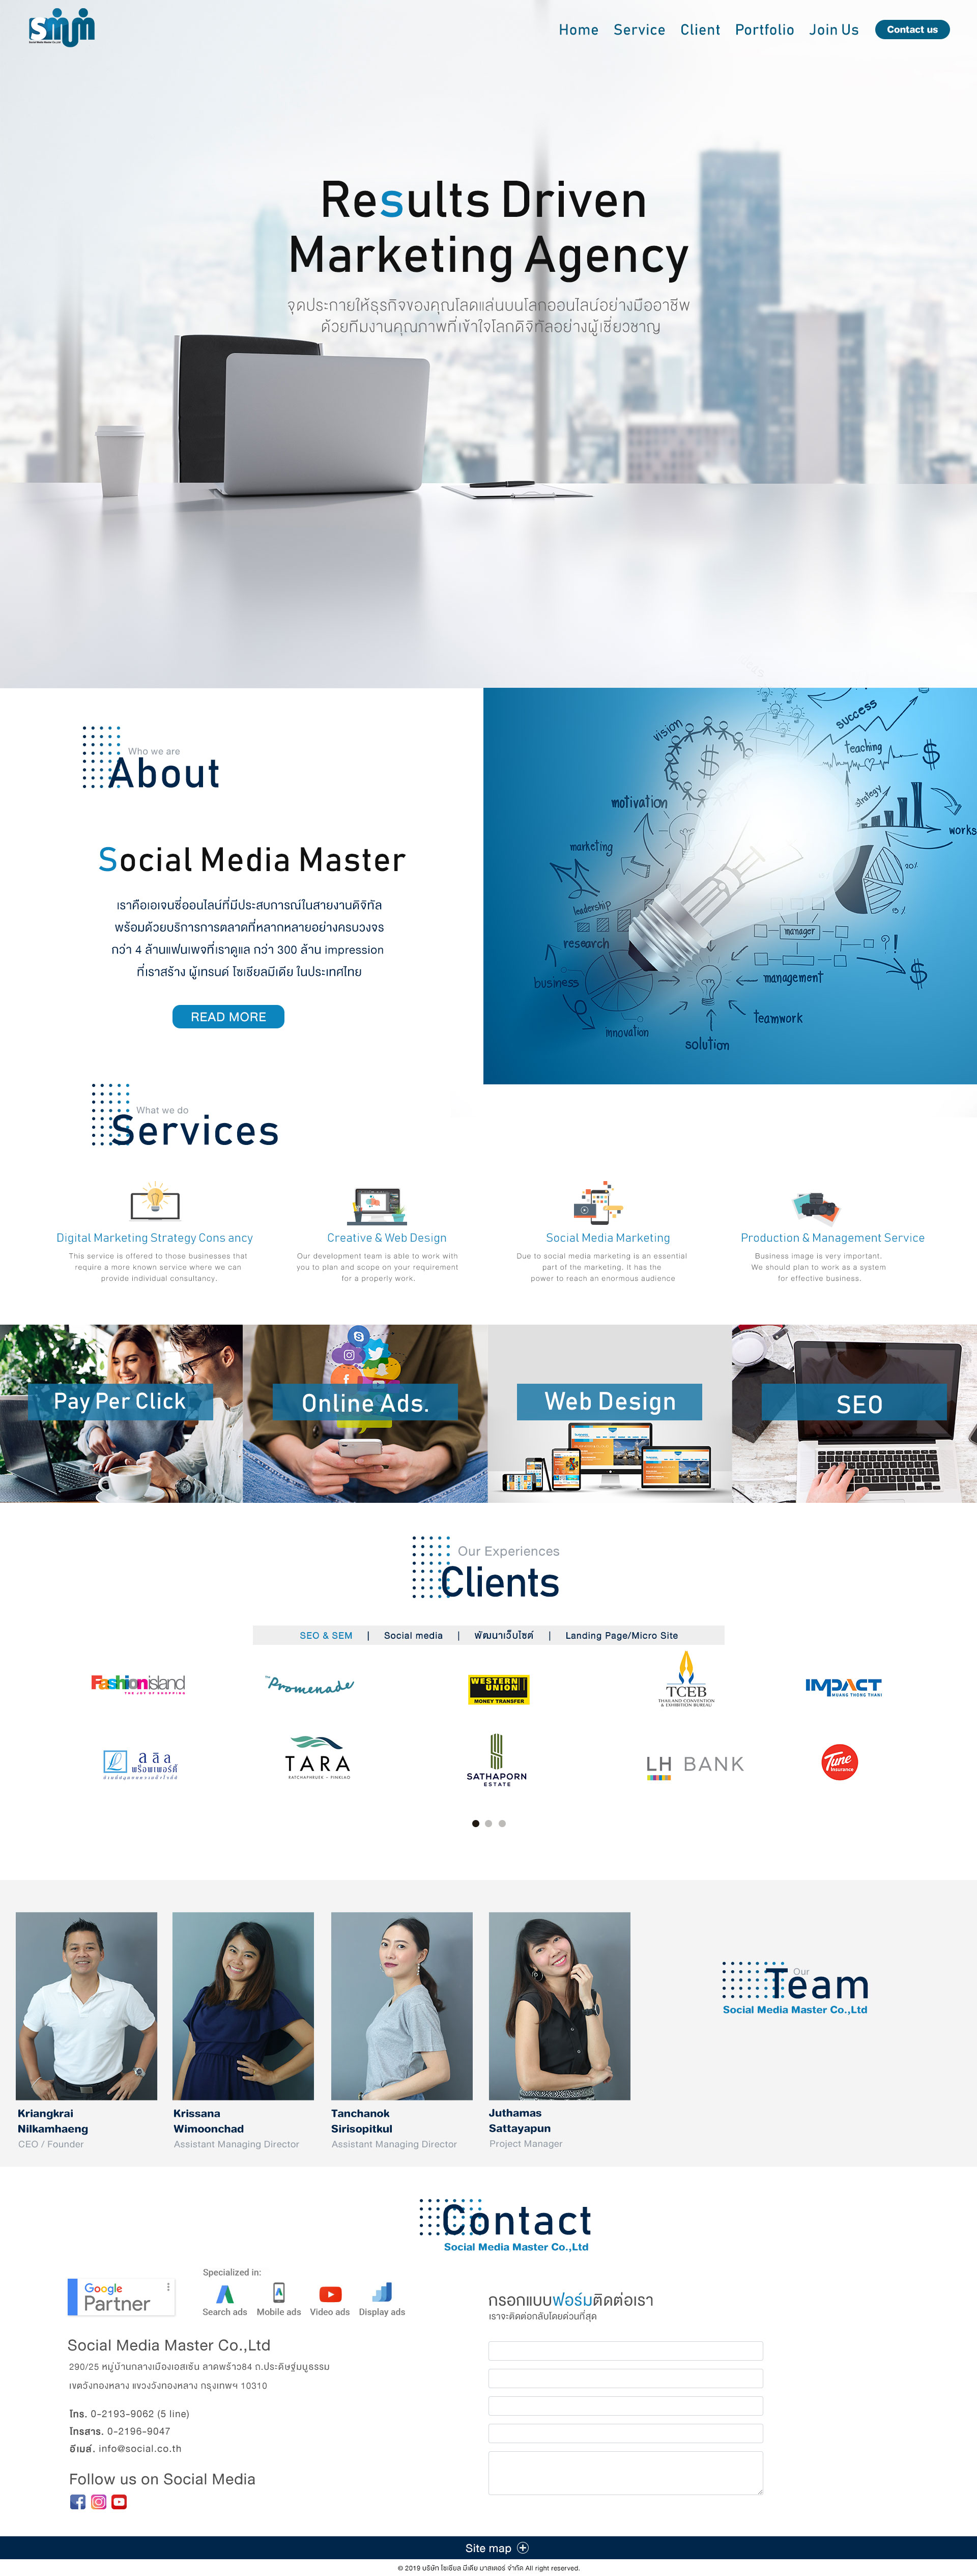 smm
Social Media Master Co.,Ltd
Home
Service
Client
Portfolio
Join Us
Contact us
Results Driven
Marketing Agency
จุดประกายให้ธุรกิจของคุณโลดแล่นบนโลกออนไลน์อย่างมืออาชีพ
ด้วยทีมงานคุณภาพที่เข้าใจโลกดิจิทัลอย่างผู้เชี่ยวชาญ
Who we are
About
Social Media Master
เราคือเอเจนซี่ออนไลน์ที่มีประสบการณ์ในสายงานดิจิทัล
พร้อมด้วยบริการการตลาดที่หลากหลายอย่างครบวงจร
กว่า 4 ล้านแฟนเพจที่เราดูแล กว่า 300 ล้าน impression
ที่เราสร้าง ผู้เทรนด์ โซเชียลมีเดีย ในประเทศไทย
READ MORE
vision
success
teaching
motivation
strategy
works
marketing
20%
leadership
manager
research
business
management
teamwork
innovation
solution
What we do
Services
Digital Marketing Strategy Cons ancy
This service is offered to those businesses that
require a more known service where we can
provide individual consultancy.
Creative & Web Design
Our development team is able to work with
you to plan and scope on your requirement
for a properly work.
Social Media Marketing
Due to social media marketing is an essential
part of the marketing. It has the
power to reach an enormous audience
Production & Management Service
Business image is very important.
We should plan to work as a system
for effective business.
Pay Per Click
Online Ads.
Web Design
SEO
Our Experiences
Clients
SEO & SEM | Social media | พัฒนาเว็บไซต์ | Landing Page/Micro Site
Fashion island
THE JOY OF SHOPPING
The Promenade
WESTERN UNION
MONEY TRANSFER
TCEB
THAILAND CONVENTION
& EXHIBITION BUREAU
IMPACT
MUANG THONG THANI
ลลิล
พร็อพเพอร์ตี้
TARA
RATCHAPHRUEK - PINKLAO
SATHAPORN
ESTATE
LH BANK
Tune
Insurance
Our
Team
Social Media Master Co.,Ltd
Kriangkrai
Nilkamhaeng
CEO / Founder
Krissana
Wimoonchad
Assistant Managing Director
Tanchanok
Sirisopitkul
Assistant Managing Director
Juthamas
Sattayapun
Project Manager
Contact
Social Media Master Co.,Ltd
Google
Partner
Specialized in:
Search ads
Mobile ads
Video ads
Display ads
Social Media Master Co.,Ltd
290/25 หมู่บ้านกลางเมืองเอสเซ้น ลาดพร้าว84 ถ.ประดิษฐ์มนูธรรม
เขตวังทองหลาง แขวงวังทองหลาง กรุงเทพฯ 10310
โทร. 0-2193-9062 (5 line)
โทรสาร. 0-2196-9047
อีเมล์. info@social.co.th
Follow us on Social Media
กรอกแบบฟอร์มติดต่อเรา
เราจะติดต่อกลับโดยด่วนที่สุด
Site map
© 2019 บริษัท โซเชียล มีเดีย มาสเตอร์ จำกัด All right reserved.